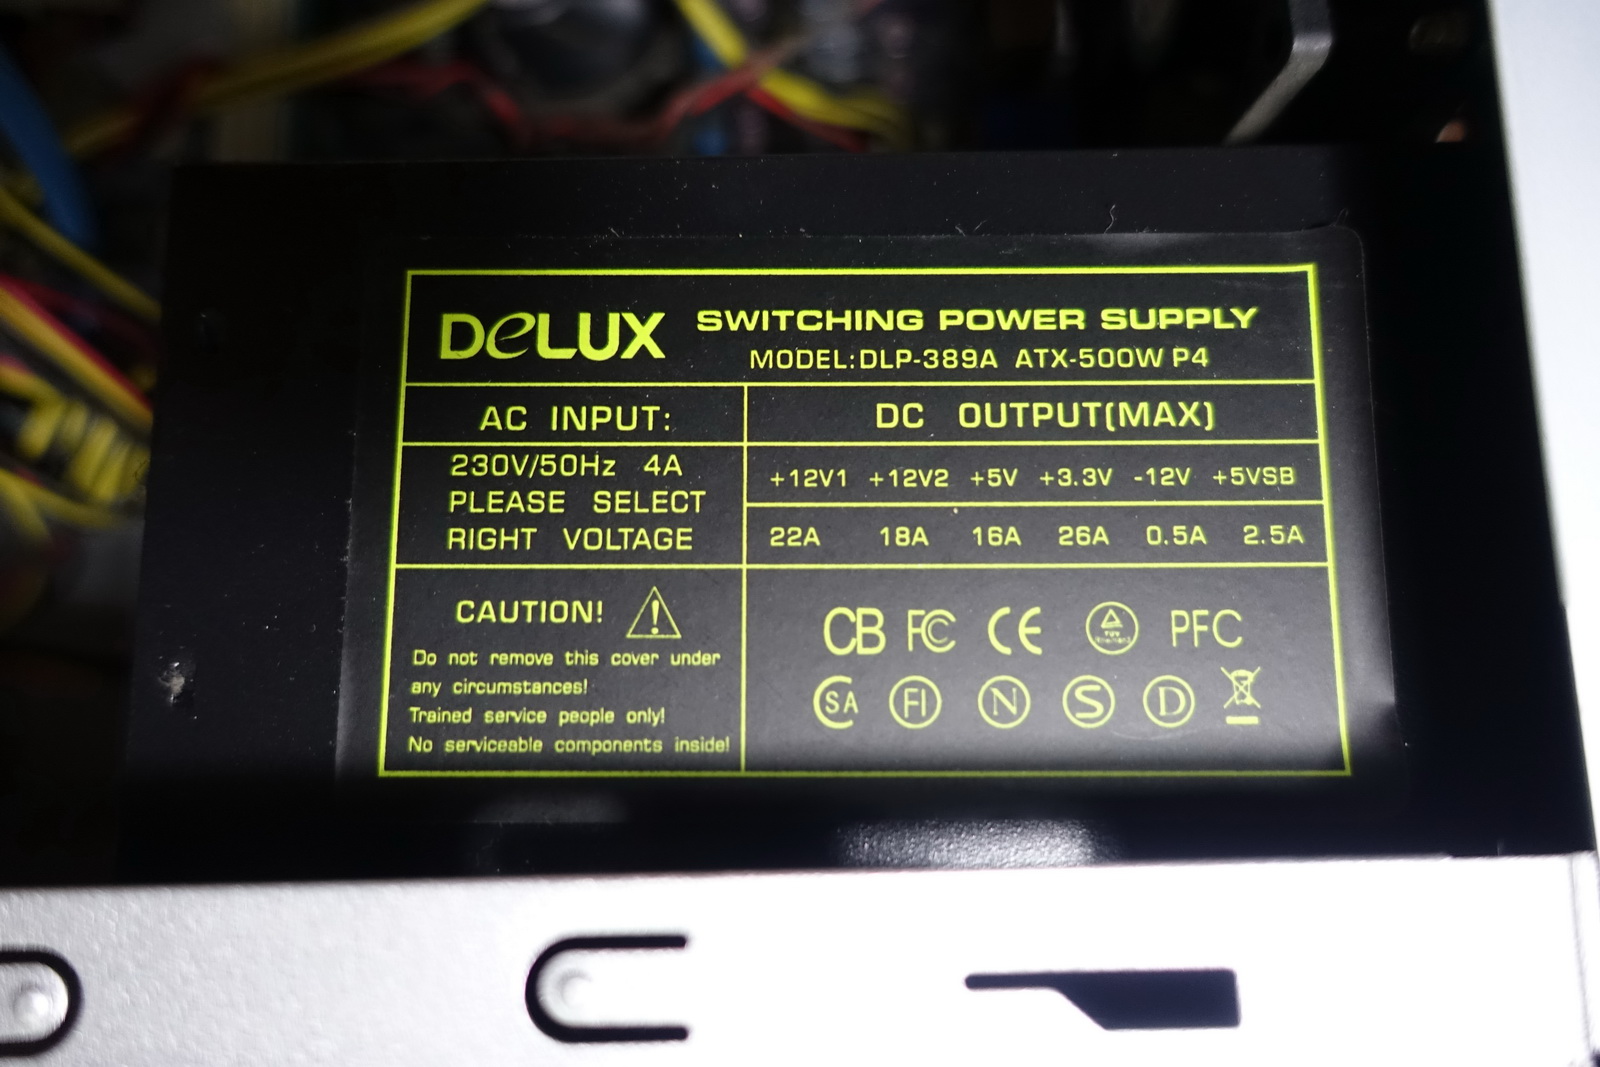 DeLUX SWITCHING POWER SUPPLY
MODEL:DLP-389A ATX-500W P4
AC INPUT:
230V/50Hz 4A
PLEASE SELECT
RIGHT VOLTAGE
DC OUTPUT(MAX)
+12V1 +12V2 +5V +3.3V -12V +5VSB
22A 18A 16A 26A 0.5A 2.5A
CAUTION!
Do not remove this cover under
any circumstances!
Trained service people only!
No serviceable components inside!
CB FC CE PFC
SA FI N S D